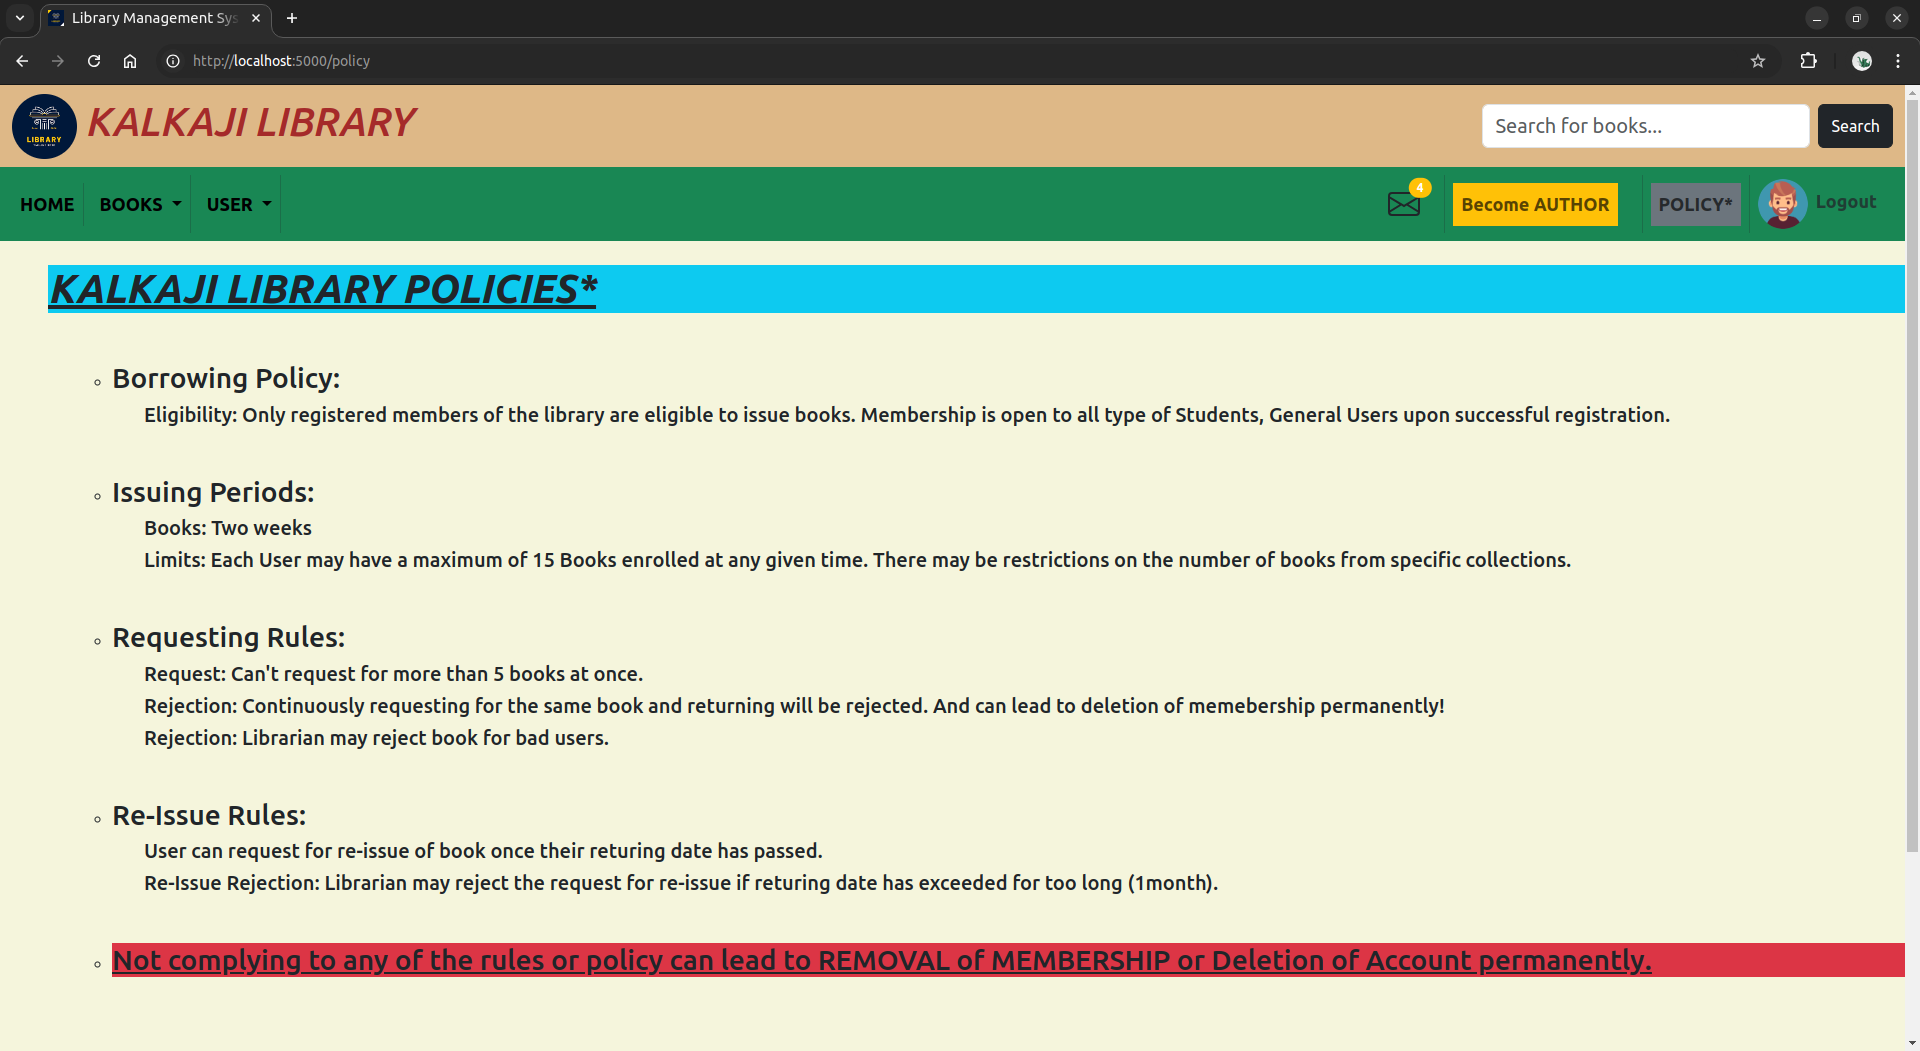 Library Management Sys
http://localhost:5000/policy
LIBRARY
KALKAJI LIBRARY
Search for books...
Search
HOME
BOOKS
USER
4
Become AUTHOR
POLICY*
Logout
KALKAJI LIBRARY POLICIES*
Borrowing Policy:
Eligibility: Only registered members of the library are eligible to issue books. Membership is open to all type of Students, General Users upon successful registration.
Issuing Periods:
Books: Two weeks
Limits: Each User may have a maximum of 15 Books enrolled at any given time. There may be restrictions on the number of books from specific collections.
Requesting Rules:
Request: Can't request for more than 5 books at once.
Rejection: Continuously requesting for the same book and returning will be rejected. And can lead to deletion of memebership permanently!
Rejection: Librarian may reject book for bad users.
Re-Issue Rules:
User can request for re-issue of book once their returing date has passed.
Re-Issue Rejection: Librarian may reject the request for re-issue if returing date has exceeded for too long (1month).
Not complying to any of the rules or policy can lead to REMOVAL of MEMBERSHIP or Deletion of Account permanently.